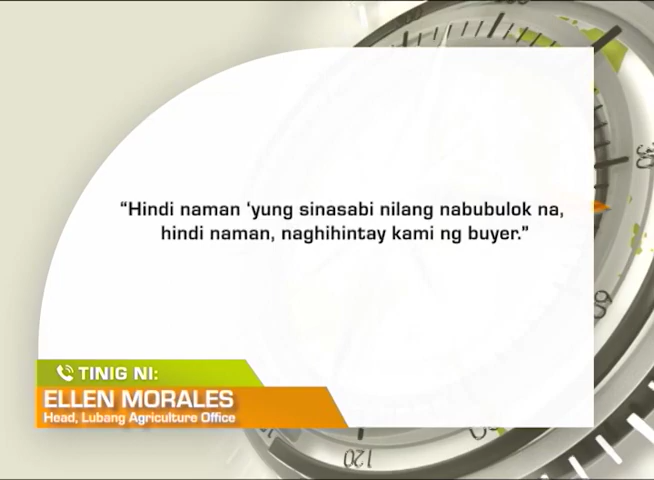 “Hindi naman ‘yung sinasabi nilang nabubulok na,
hindi naman, naghihintay kami ng buyer.”
TINIG NI:
ELLEN MORALES
Head, Lubang Agriculture Office
120